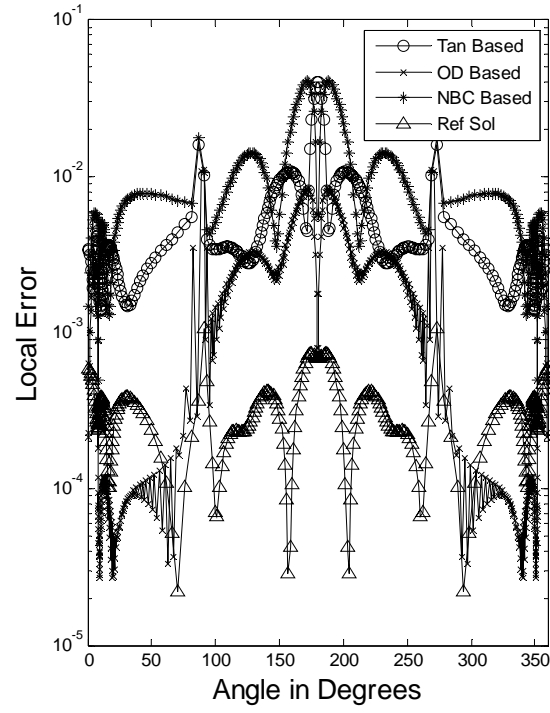 10^-1
Tan Based
OD Based
NBC Based
Ref Sol
10^-2
10^-3
10^-4
10^-5
Local Error
0 50 100 150 200 250 300 350
Angle in Degrees